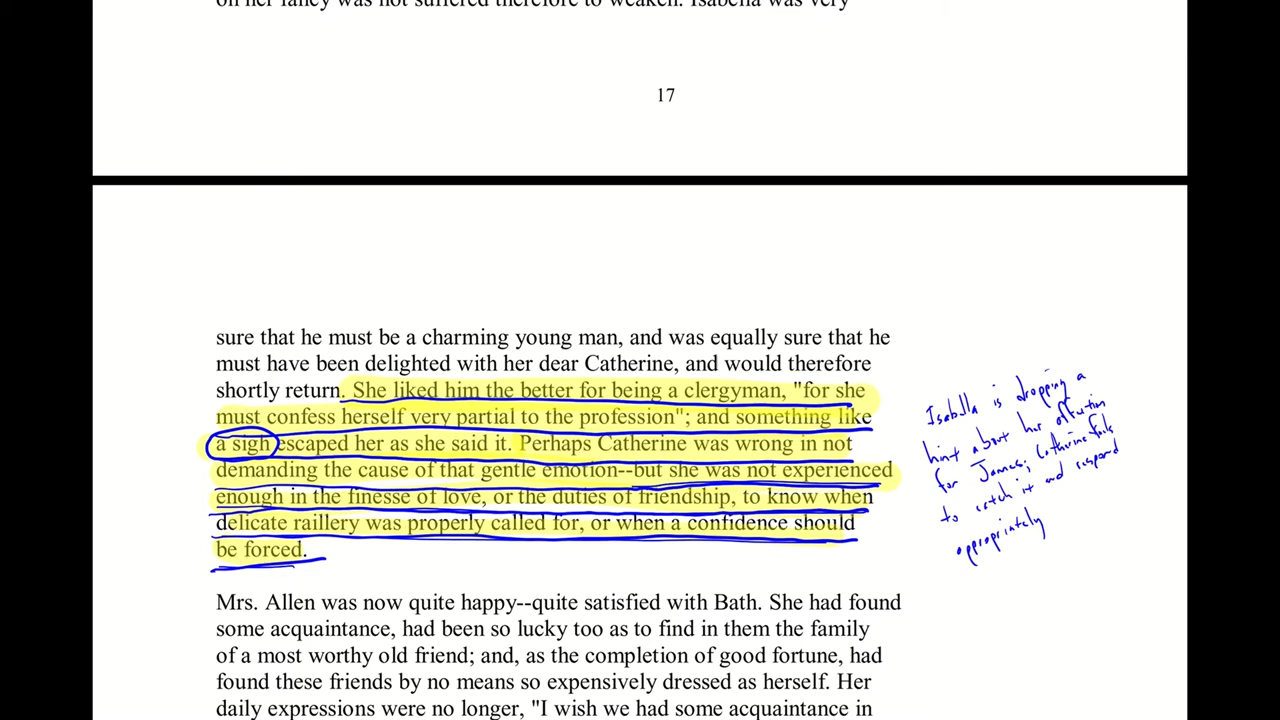 on her fancy was not suffered therefore to weaken. Isabella was very
17
sure that he must be a charming young man, and was equally sure that he
must have been delighted with her dear Catherine, and would therefore
shortly return. She liked him the better for being a clergyman, "for she
must confess herself very partial to the profession"; and something like
a sigh escaped her as she said it. Perhaps Catherine was wrong in not
demanding the cause of that gentle emotion--but she was not experienced
enough in the finesse of love, or the duties of friendship, to know when
delicate raillery was properly called for, or when a confidence should
be forced.
Isabella is dropping a
hint about her affection
for James; Catherine fails
to catch it and respond
appropriately
Mrs. Allen was now quite happy--quite satisfied with Bath. She had found
some acquaintance, had been so lucky too as to find in them the family
of a most worthy old friend; and, as the completion of good fortune, had
found these friends by no means so expensively dressed as herself. Her
daily expressions were no longer, "I wish we had some acquaintance in